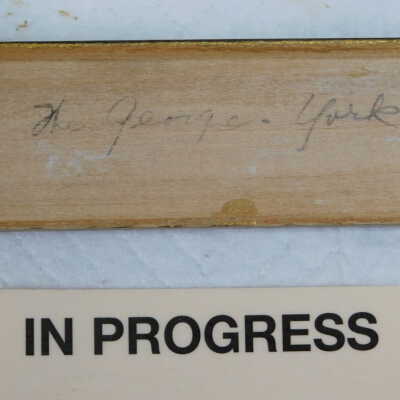 The George. York
IN PROGRESS